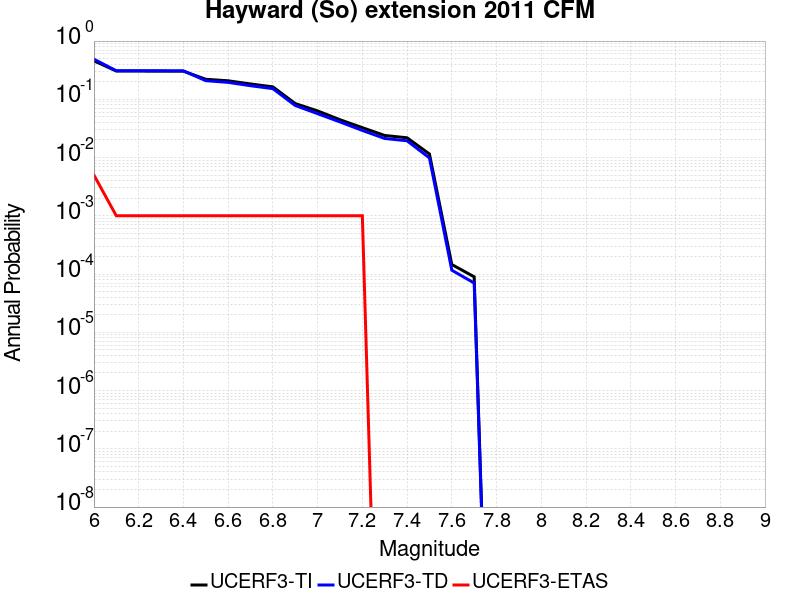 Hayward (So) extension 2011 CFM
Annual Probability
10^0
10^-1
10^-2
10^-3
10^-4
10^-5
10^-6
10^-7
10^-8
6 6.2 6.4 6.6 6.8 7 7.2 7.4 7.6 7.8 8 8.2 8.4 8.6 8.8 9
Magnitude
UCERF3-TI UCERF3-TD UCERF3-ETAS